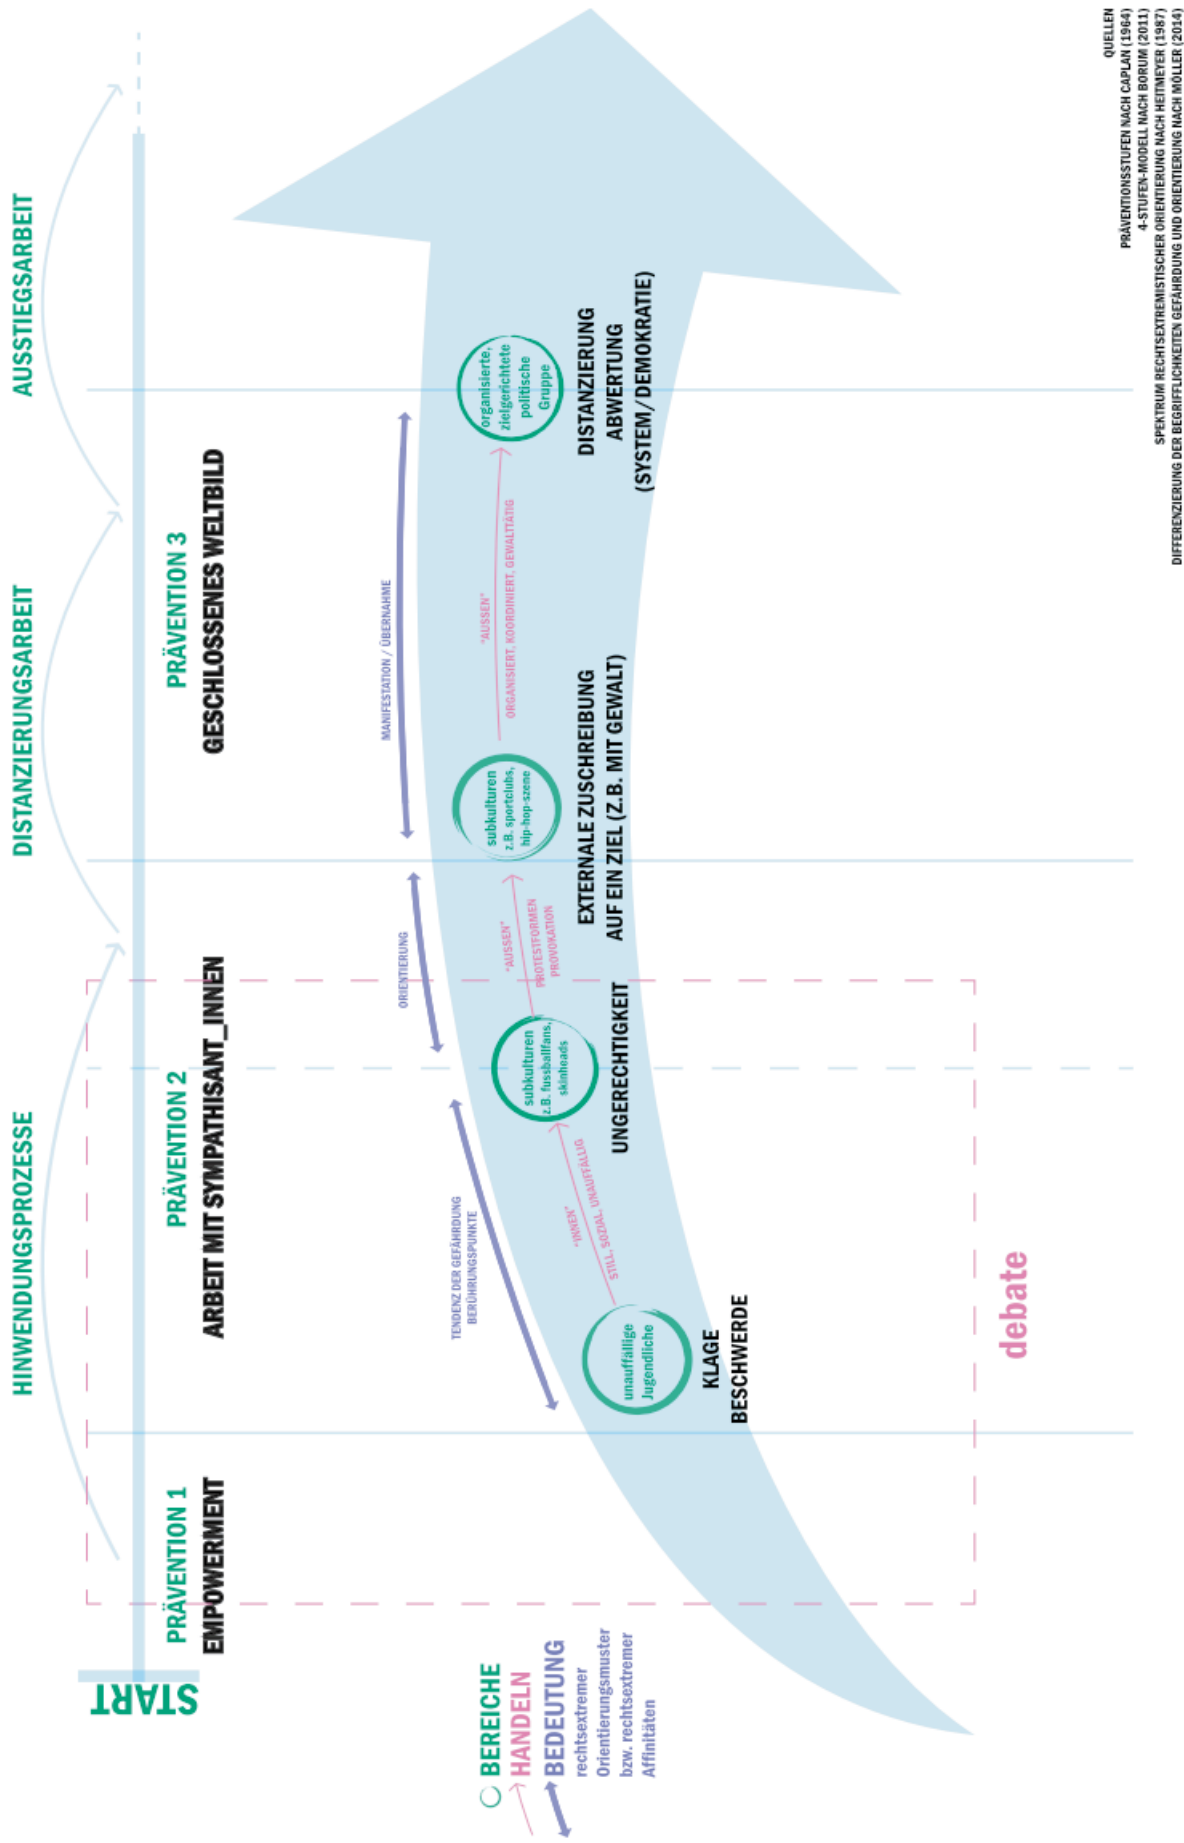 HINWENDUNGSPROZESSE
DISTANZIERUNGSARBEIT
AUSSTIEGSARBEIT
START
PRÄVENTION 1
EMPOWERMENT
PRÄVENTION 2
ARBEIT MIT SYMPATHISANT_INNEN
PRÄVENTION 3
GESCHLOSSENES WELTBILD
TENDENZ DER GEFÄHRDUNG
BERÜHRUNGSPUNKTE
ORIENTIERUNG
MANIFESTATION / ÜBERNAHME
unauffällige
Jugendliche
"INNEN"
STILL, SOZIAL, UNAUFFÄLLIG
subkulturen
z.B. fussballfans,
skinheads
"AUSSEN"
PROTESTFORMEN
PROVOKATION
subkulturen
z.B. sportclubs,
hip-hop-szene
"AUSSEN"
ORGANISIERT, KOORDINIERT, GEWALTTÄTIG
organisierte,
zielgerichtete
politische
Gruppe
KLAGE
BESCHWERDE
UNGERECHTIGKEIT
EXTERNALE ZUSCHREIBUNG
AUF EIN ZIEL (Z.B. MIT GEWALT)
DISTANZIERUNG
ABWERTUNG
(SYSTEM/DEMOKRATIE)
BEREICHE
HANDELN
BEDEUTUNG
rechtsextremer
Orientierungsmuster
bzw. rechtsextremer
Affinitäten
debate
QUELLEN
PRÄVENTIONSSTUFEN NACH CAPLAN (1964)
4-STUFEN-MODELL NACH BORUM (2011)
SPEKTRUM RECHTSEXTREMISTISCHER ORIENTIERUNG NACH HEITMEYER (1987)
DIFFERENZIERUNG DER BEGRIFFLICHKEITEN GEFÄHRDUNG UND ORIENTIERUNG NACH MÖLLER (2014)